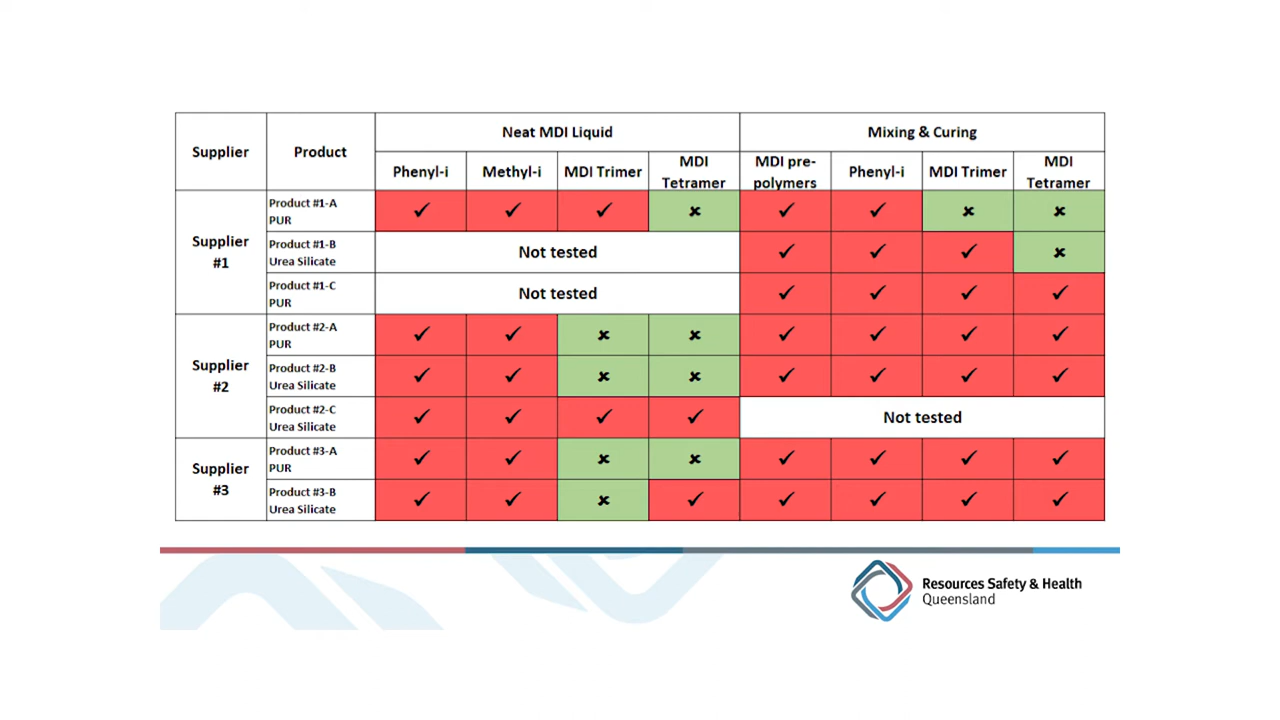 Supplier Product Neat MDI Liquid Mixing & Curing
Phenyl-i Methyl-i MDI Trimer MDI Tetramer MDI pre-polymers Phenyl-i MDI Trimer MDI Tetramer
Supplier #1
Product #1-A
PUR
✓ ✓ ✓ × ✓ ✓ × ×
Product #1-B
Urea Silicate
Not tested ✓ ✓ ✓ ×
Product #1-C
PUR
Not tested ✓ ✓ ✓ ✓
Supplier #2
Product #2-A
PUR
✓ ✓ × × ✓ ✓ ✓ ✓
Product #2-B
Urea Silicate
✓ ✓ × × ✓ ✓ ✓ ✓
Product #2-C
Urea Silicate
✓ ✓ ✓ ✓ Not tested
Supplier #3
Product #3-A
PUR
✓ ✓ × × ✓ ✓ ✓ ✓
Product #3-B
Urea Silicate
✓ ✓ × ✓ ✓ ✓ ✓ ✓
Resources Safety & Health
Queensland